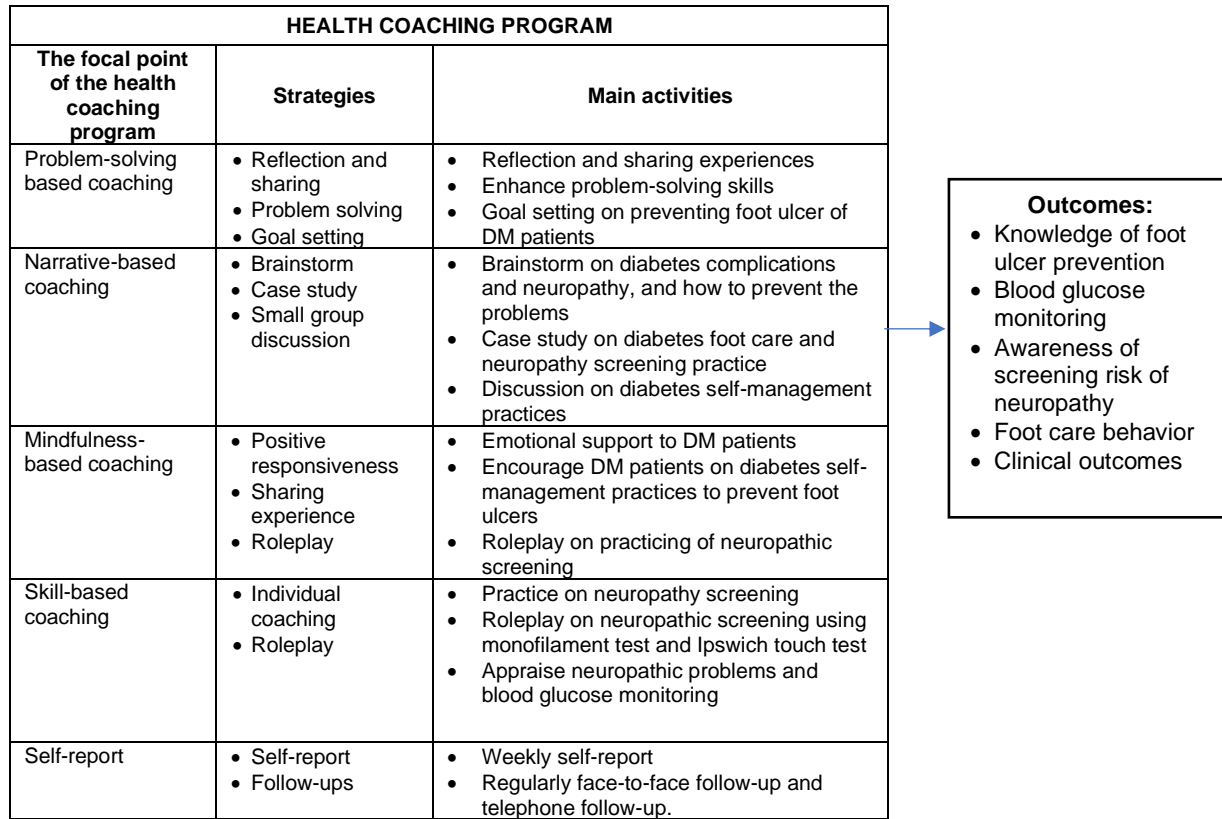 HEALTH COACHING PROGRAM
The focal point
of the health
coaching
program
Strategies
Main activities
Problem-solving
based coaching
• Reflection and
sharing
• Problem solving
• Goal setting
• Reflection and sharing experiences
• Enhance problem-solving skills
• Goal setting on preventing foot ulcer of
DM patients
Narrative-based
coaching
• Brainstorm
• Case study
• Small group
discussion
• Brainstorm on diabetes complications
and neuropathy, and how to prevent the
problems
• Case study on diabetes foot care and
neuropathy screening practice
• Discussion on diabetes self-management
practices
Mindfulness-
based coaching
• Positive
responsiveness
• Sharing
experience
• Roleplay
• Emotional support to DM patients
• Encourage DM patients on diabetes self-
management practices to prevent foot
ulcers
• Roleplay on practicing of neuropathic
screening
Skill-based
coaching
• Individual
coaching
• Roleplay
• Practice on neuropathy screening
• Roleplay on neuropathic screening using
monofilament test and Ipswich touch test
• Appraise neuropathic problems and
blood glucose monitoring
Self-report
• Self-report
• Follow-ups
• Weekly self-report
• Regularly face-to-face follow-up and
telephone follow-up.
Outcomes:
• Knowledge of foot
ulcer prevention
• Blood glucose
monitoring
• Awareness of
screening risk of
neuropathy
• Foot care behavior
• Clinical outcomes